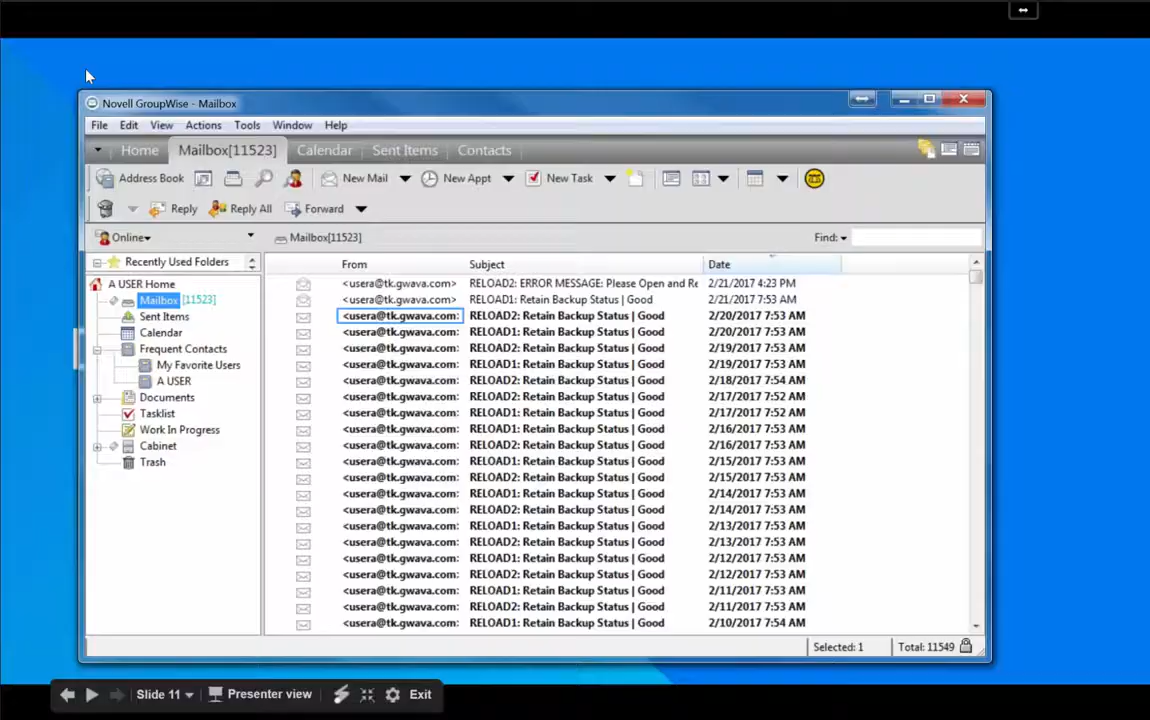 Novell GroupWise - Mailbox
File Edit View Actions Tools Window Help
Home Mailbox[11523] Calendar Sent Items Contacts
Address Book New Mail New Appt New Task
Reply Reply All Forward
Online Mailbox[11523] Find:
Recently Used Folders From Subject Date
A USER Home
Mailbox [11523]
Sent Items
Calendar
Frequent Contacts
My Favorite Users
A USER
Documents
Tasklist
Work In Progress
Cabinet
Trash
<usera@tk.gwava.com> RELOAD2: ERROR MESSAGE: Please Open and Re 2/21/2017 4:23 PM
<usera@tk.gwava.com> RELOAD1: Retain Backup Status | Good 2/21/2017 7:53 AM
<usera@tk.gwava.com: RELOAD2: Retain Backup Status | Good 2/20/2017 7:53 AM
<usera@tk.gwava.com: RELOAD1: Retain Backup Status | Good 2/20/2017 7:53 AM
<usera@tk.gwava.com: RELOAD2: Retain Backup Status | Good 2/19/2017 7:53 AM
<usera@tk.gwava.com: RELOAD1: Retain Backup Status | Good 2/19/2017 7:53 AM
<usera@tk.gwava.com: RELOAD2: Retain Backup Status | Good 2/18/2017 7:54 AM
<usera@tk.gwava.com: RELOAD2: Retain Backup Status | Good 2/17/2017 7:52 AM
<usera@tk.gwava.com: RELOAD1: Retain Backup Status | Good 2/17/2017 7:52 AM
<usera@tk.gwava.com: RELOAD1: Retain Backup Status | Good 2/16/2017 7:53 AM
<usera@tk.gwava.com: RELOAD2: Retain Backup Status | Good 2/16/2017 7:53 AM
<usera@tk.gwava.com: RELOAD1: Retain Backup Status | Good 2/15/2017 7:53 AM
<usera@tk.gwava.com: RELOAD2: Retain Backup Status | Good 2/15/2017 7:53 AM
<usera@tk.gwava.com: RELOAD1: Retain Backup Status | Good 2/14/2017 7:53 AM
<usera@tk.gwava.com: RELOAD2: Retain Backup Status | Good 2/14/2017 7:53 AM
<usera@tk.gwava.com: RELOAD1: Retain Backup Status | Good 2/13/2017 7:53 AM
<usera@tk.gwava.com: RELOAD2: Retain Backup Status | Good 2/13/2017 7:53 AM
<usera@tk.gwava.com: RELOAD1: Retain Backup Status | Good 2/12/2017 7:53 AM
<usera@tk.gwava.com: RELOAD2: Retain Backup Status | Good 2/12/2017 7:53 AM
<usera@tk.gwava.com: RELOAD1: Retain Backup Status | Good 2/11/2017 7:53 AM
<usera@tk.gwava.com: RELOAD2: Retain Backup Status | Good 2/11/2017 7:53 AM
<usera@tk.gwava.com: RELOAD1: Retain Backup Status | Good 2/10/2017 7:54 AM
Selected: 1 Total: 11549
Slide 11 Presenter view Exit